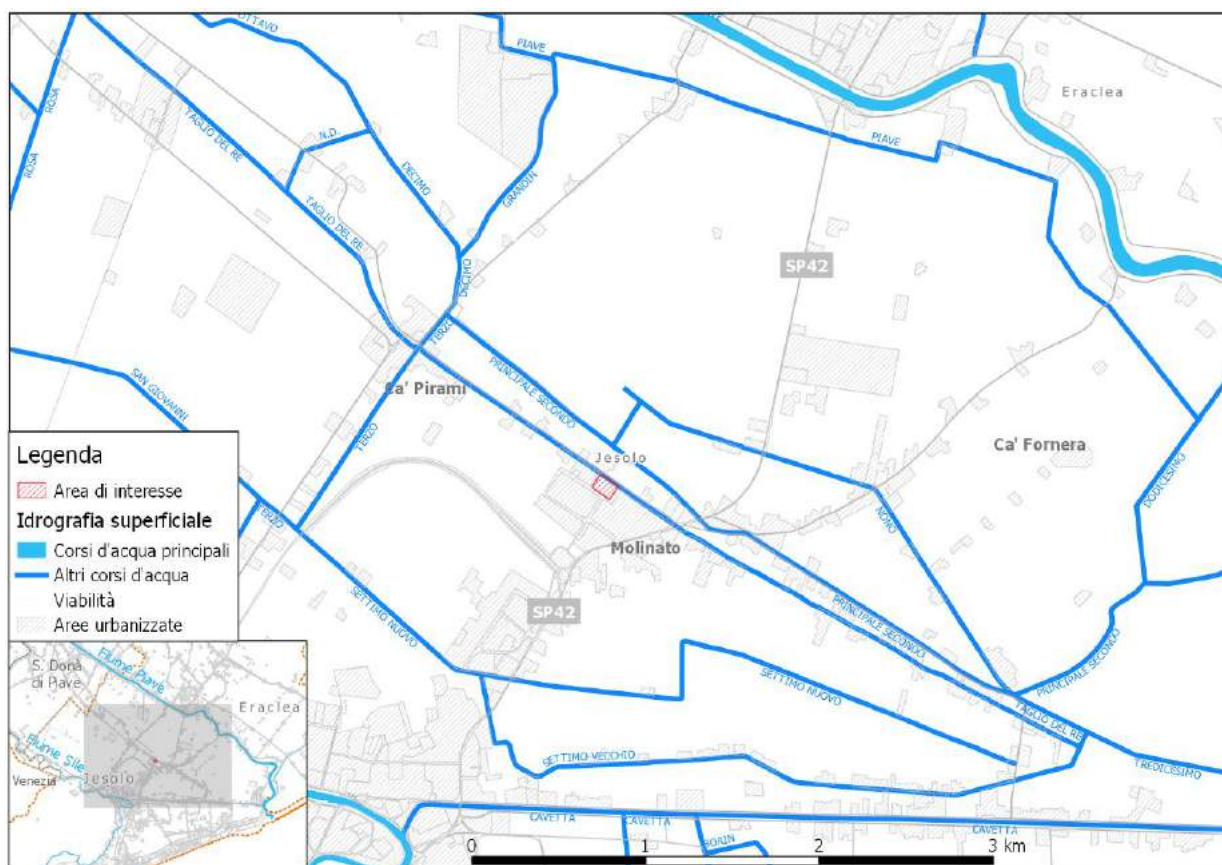 OTTAVO
PIAVE
Eraclea
ROSA
ROSA
TAGLIO DEL RE
N.D.
DECIMO
GRANDIN
PIAVE
TAGLIO DEL RE
DECIMO
SP42
TERZO
PRINCIPALE SECONDO
SAN GIOVANNI
Ca' Pirami
TERZO
Jesolo
Ca' Fornera
DODICESIMO
NONO
Molinato
TERZO
SETTIMO NUOVO
SP42
PRINCIPALE SECONDO
SETTIMO NUOVO
PRINCIPALE SECONDO
TAGLIO DEL RE
TREDICESIMO
SETTIMO VECCHIO
CAVETTA
CAVETTA
CAVETTA
BORIN
Legenda
Area di interesse
Idrografia superficiale
Corsi d'acqua principali
Altri corsi d'acqua
Viabilità
Aree urbanizzate
S. Donà
di Piave
Fiume Piave
Eraclea
Fiume Sile
Venezia
Jesolo
0 1 2 3 km